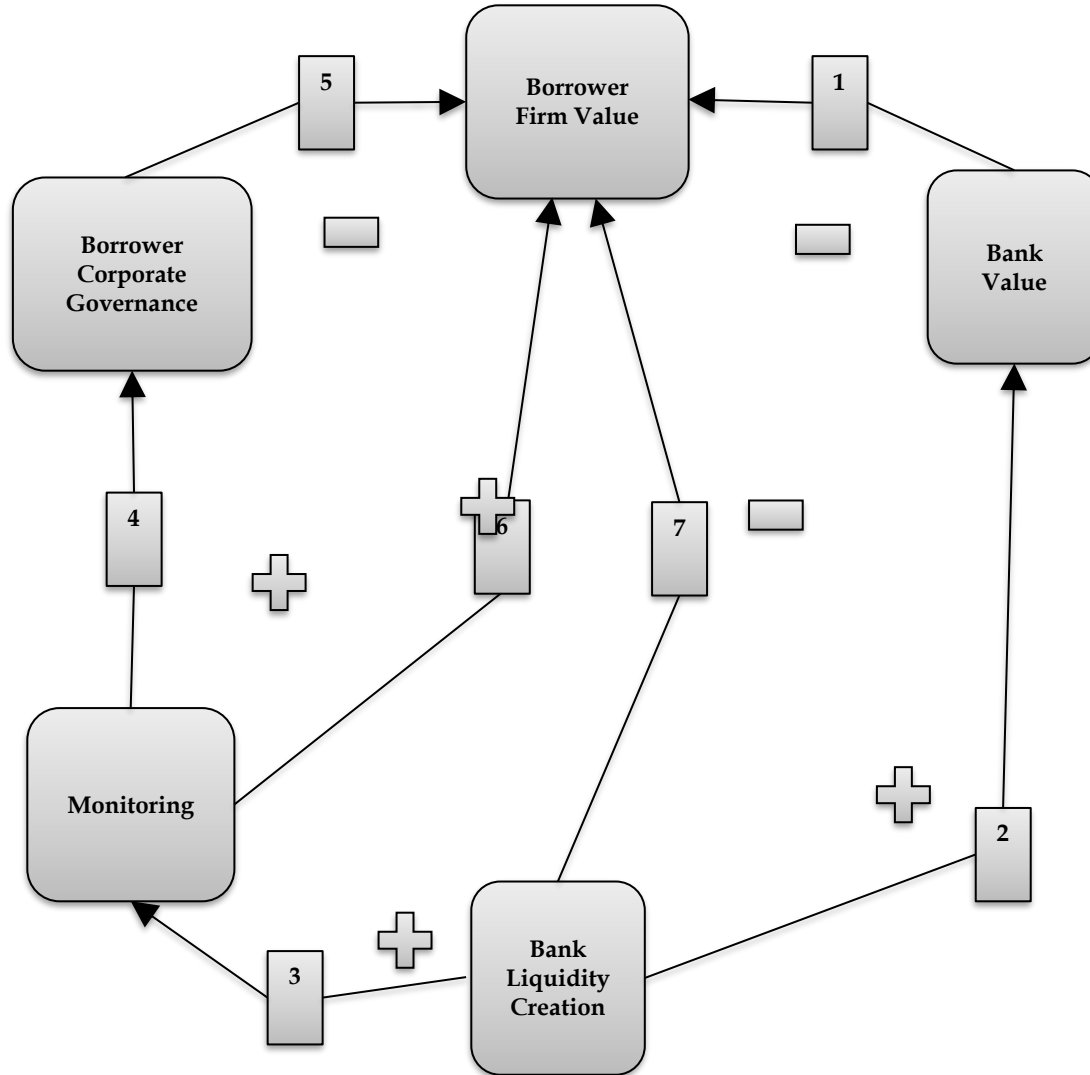 5
Borrower
Firm Value
1
Borrower
Corporate
Governance
Bank
Value
4
6
7
Monitoring
2
3
Bank
Liquidity
Creation